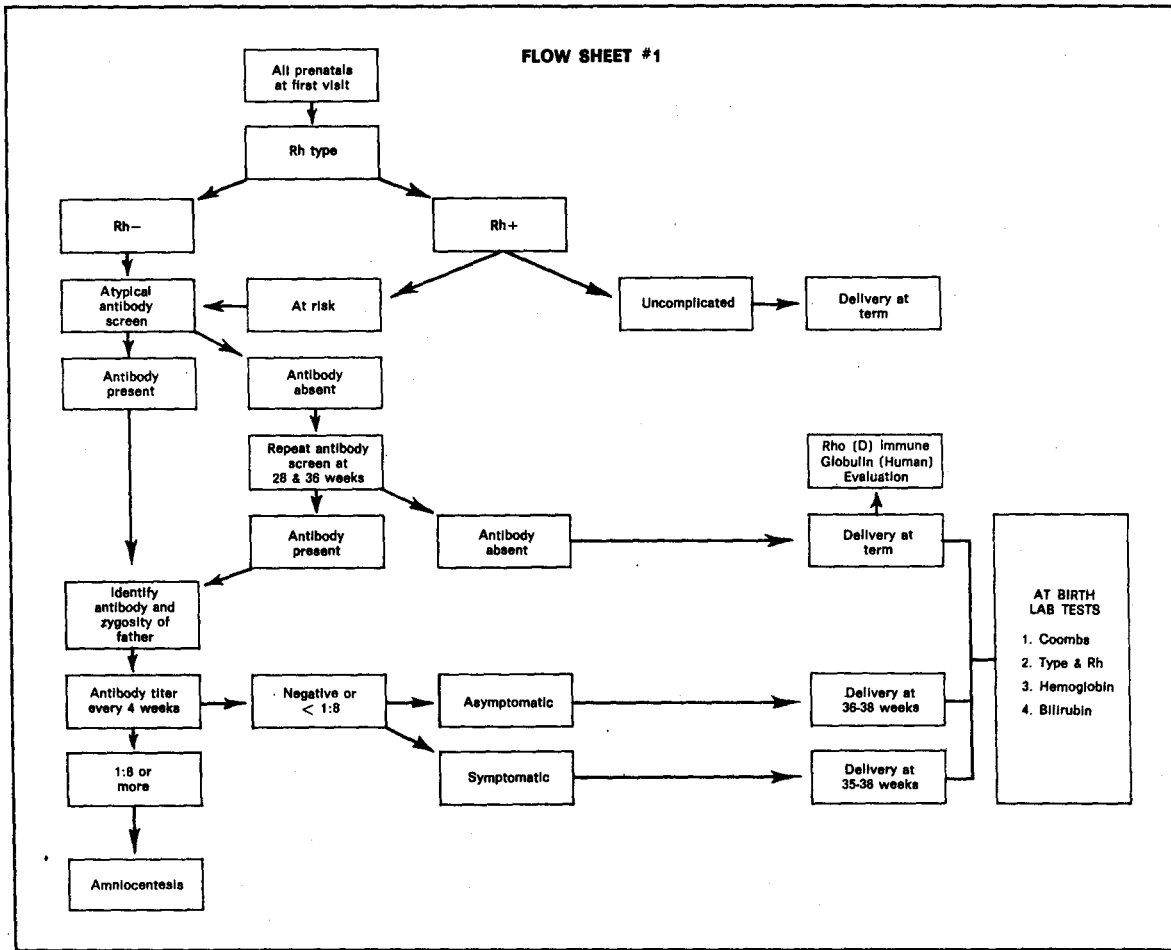 FLOW SHEET #1
All prenatals
at first visit
Rh type
Rh−
Rh+
Atypical
antibody
screen
At risk
Uncomplicated
Delivery at
term
Antibody
present
Antibody
absent
Repeat antibody
screen at
28 & 36 weeks
Rho (D) Immune
Globulin (Human)
Evaluation
Antibody
present
Antibody
absent
Delivery at
term
Identify
antibody and
zygosity of
father
AT BIRTH
LAB TESTS
1. Coombs
2. Type & Rh
3. Hemoglobin
4. Bilirubin
Antibody titer
every 4 weeks
Negative or
< 1:8
Asymptomatic
Delivery at
36-38 weeks
1:8 or
more
Symptomatic
Delivery at
35-38 weeks
Amniocentesis